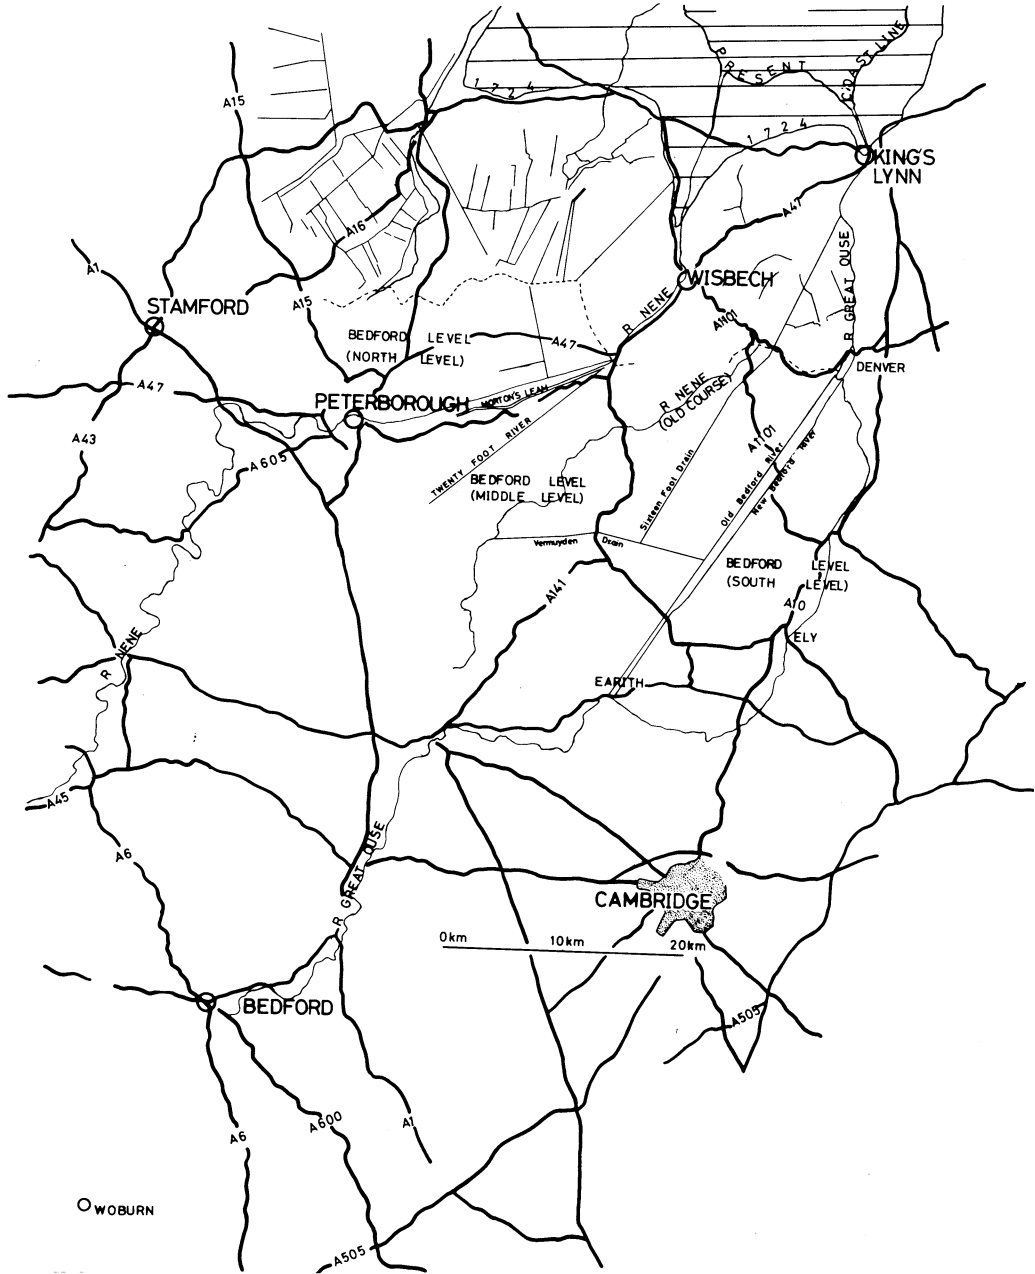 PRESENT
COAST LINE
1724
A15
1724
KING'S
LYNN
A47
A16
A1
R GREAT OUSE
WISBECH
A15
STAMFORD
R NENE
A1101
BEDFORD LEVEL
(NORTH LEVEL)
A47
DENVER
A47
R NENE
(OLD COURSE)
MORTON'S LEAM
PETERBOROUGH
A43
TWENTY FOOT RIVER
A1101
A605
BEDFORD LEVEL
(MIDDLE LEVEL)
Sixteen Foot Drain
Old Bedford River
New Bedford River
Vermuyden Drain
BEDFORD LEVEL
(SOUTH LEVEL)
A141
A10
ELY
R NENE
EARITH
A45
A6
R GREAT OUSE
CAMBRIDGE
0km 10km 20km
BEDFORD
A505
A600
A1
A6
WOBURN
A505